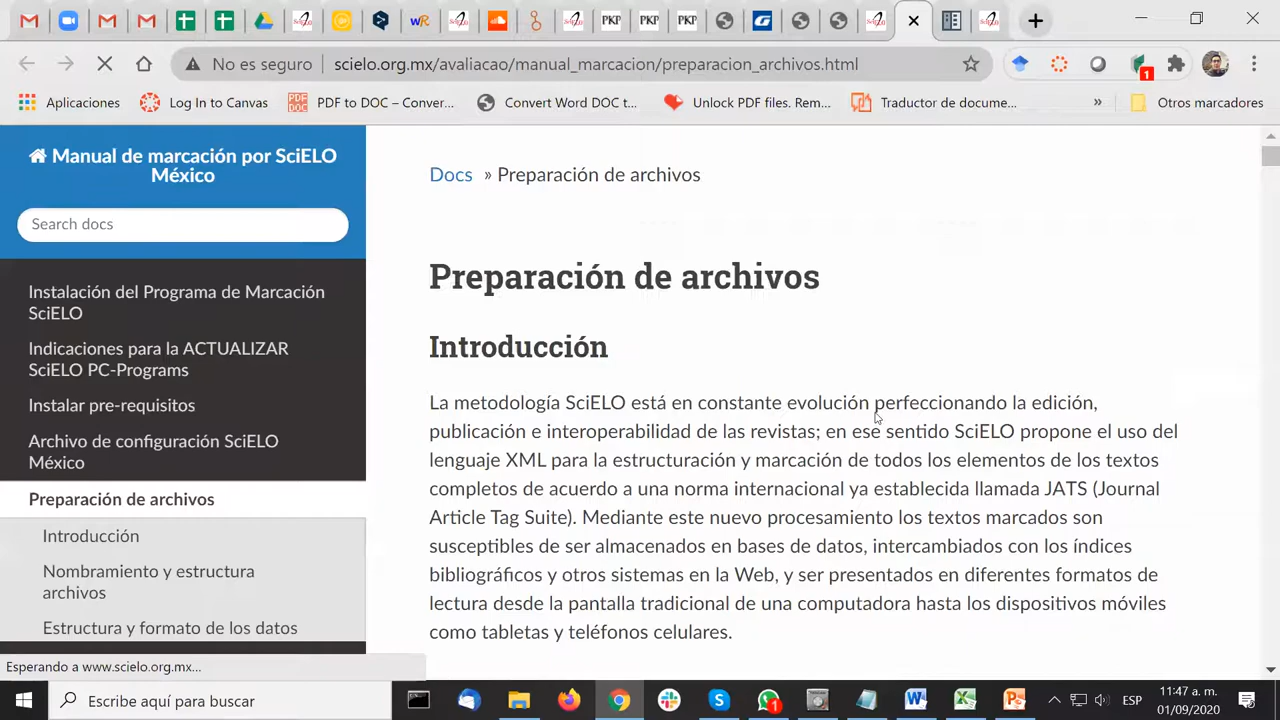 PKP PKP PKP
No es seguro | scielo.org.mx/avaliacao/manual_marcacion/preparacion_archivos.html
1
Aplicaciones Log In to Canvas PDF to DOC – Conver... Convert Word DOC t... Unlock PDF files. Rem... Traductor de docume... » Otros marcadores
Manual de marcación por SciELO
México
Search docs
Instalación del Programa de Marcación
SciELO
Indicaciones para la ACTUALIZAR
SciELO PC-Programs
Instalar pre-requisitos
Archivo de configuración SciELO
México
Preparación de archivos
Introducción
Nombramiento y estructura
archivos
Estructura y formato de los datos
Docs » Preparación de archivos
Preparación de archivos
Introducción
La metodología SciELO está en constante evolución perfeccionando la edición,
publicación e interoperabilidad de las revistas; en ese sentido SciELO propone el uso del
lenguaje XML para la estructuración y marcación de todos los elementos de los textos
completos de acuerdo a una norma internacional ya establecida llamada JATS (Journal
Article Tag Suite). Mediante este nuevo procesamiento los textos marcados son
susceptibles de ser almacenados en bases de datos, intercambiados con los índices
bibliográficos y otros sistemas en la Web, y ser presentados en diferentes formatos de
lectura desde la pantalla tradicional de una computadora hasta los dispositivos móviles
como tabletas y teléfonos celulares.
Esperando a www.scielo.org.mx...
Escribe aquí para buscar
1
ESP
11:47 a. m.
01/09/2020